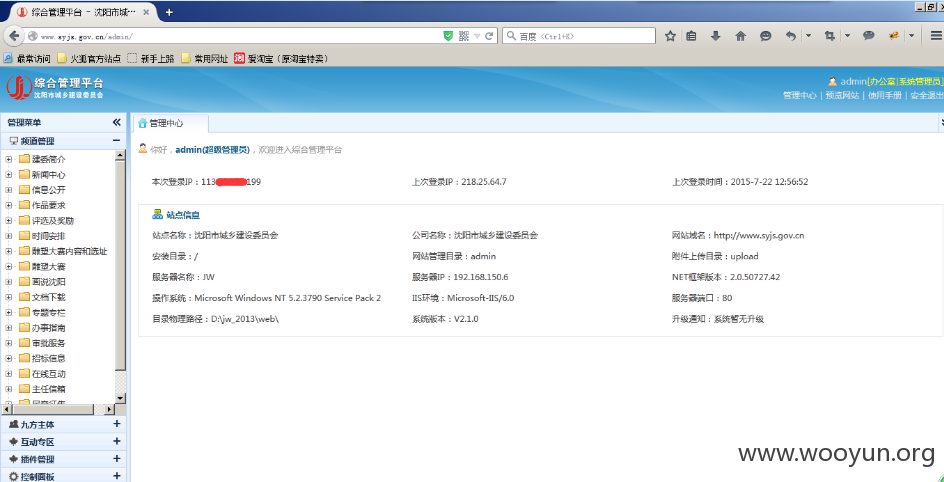 综合管理平台 - 沈阳市城... × +
www.syjs.gov.cn/admin/
百度 <Ctrl+K>
最常访问 火狐官方站点 新手上路 常用网址 爱淘宝（原淘宝特卖）
综合管理平台
沈阳市城乡建设委员会
admin[办公室|系统管理员]
管理中心 | 预览网站 | 使用手册 | 安全退出
管理菜单
管理中心
频道管理
你好，admin(超级管理员)，欢迎进入综合管理平台
建委简介
新闻中心
信息公开
作品要求
评选及奖励
时间安排
雕塑大赛内容和选址
雕塑大赛
画说沈阳
文档下载
专题专栏
办事指南
审批服务
招标信息
在线互动
主任信箱
民意征集
九方主体
互动专区
插件管理
控制面板
本次登录IP：113 199
上次登录IP：218.25.64.7
上次登录时间：2015-7-22 12:56:52
站点信息
站点名称：沈阳市城乡建设委员会
公司名称：沈阳市城乡建设委员会
网站域名：http://www.syjs.gov.cn
安装目录：/
网站管理目录：admin
附件上传目录：upload
服务器名称：JW
服务器IP：192.168.150.6
NET框架版本：2.0.50727.42
操作系统：Microsoft Windows NT 5.2.3790 Service Pack 2
IIS环境：Microsoft-IIS/6.0
服务器端口：80
目录物理路径：D:\jw_2013\web\
系统版本：V2.1.0
升级通知：系统暂无升级
www.wooyun.org